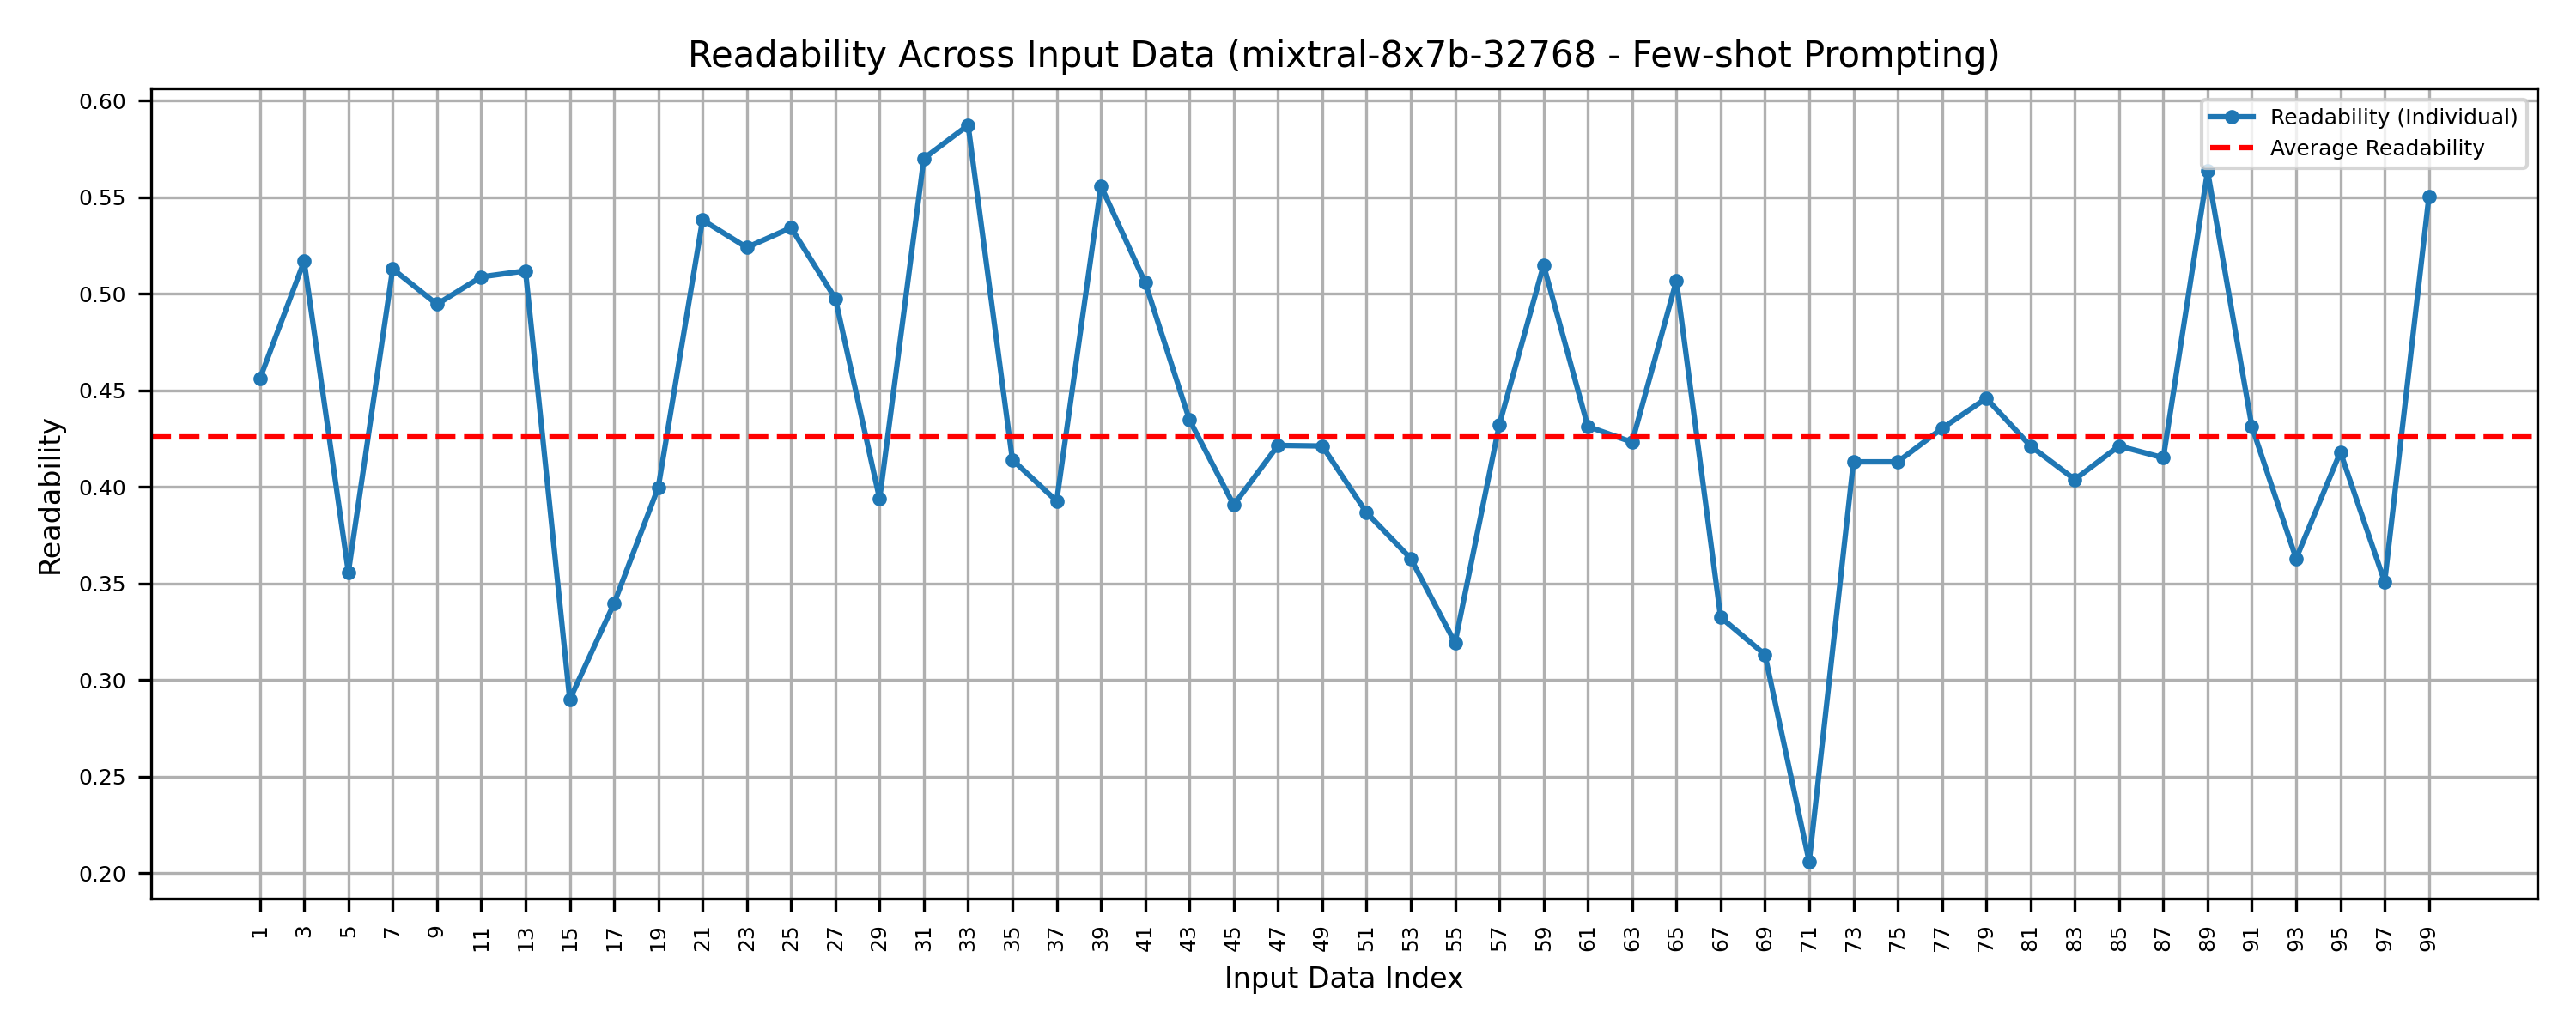 Readability Across Input Data (mixtral-8x7b-32768 - Few-shot Prompting)
Readability (Individual)
Average Readability
Readability
0.60
0.55
0.50
0.45
0.40
0.35
0.30
0.25
0.20
1 3 5 7 9 11 13 15 17 19 21 23 25 27 29 31 33 35 37 39 41 43 45 47 49 51 53 55 57 59 61 63 65 67 69 71 73 75 77 79 81 83 85 87 89 91 93 95 97 99
Input Data Index